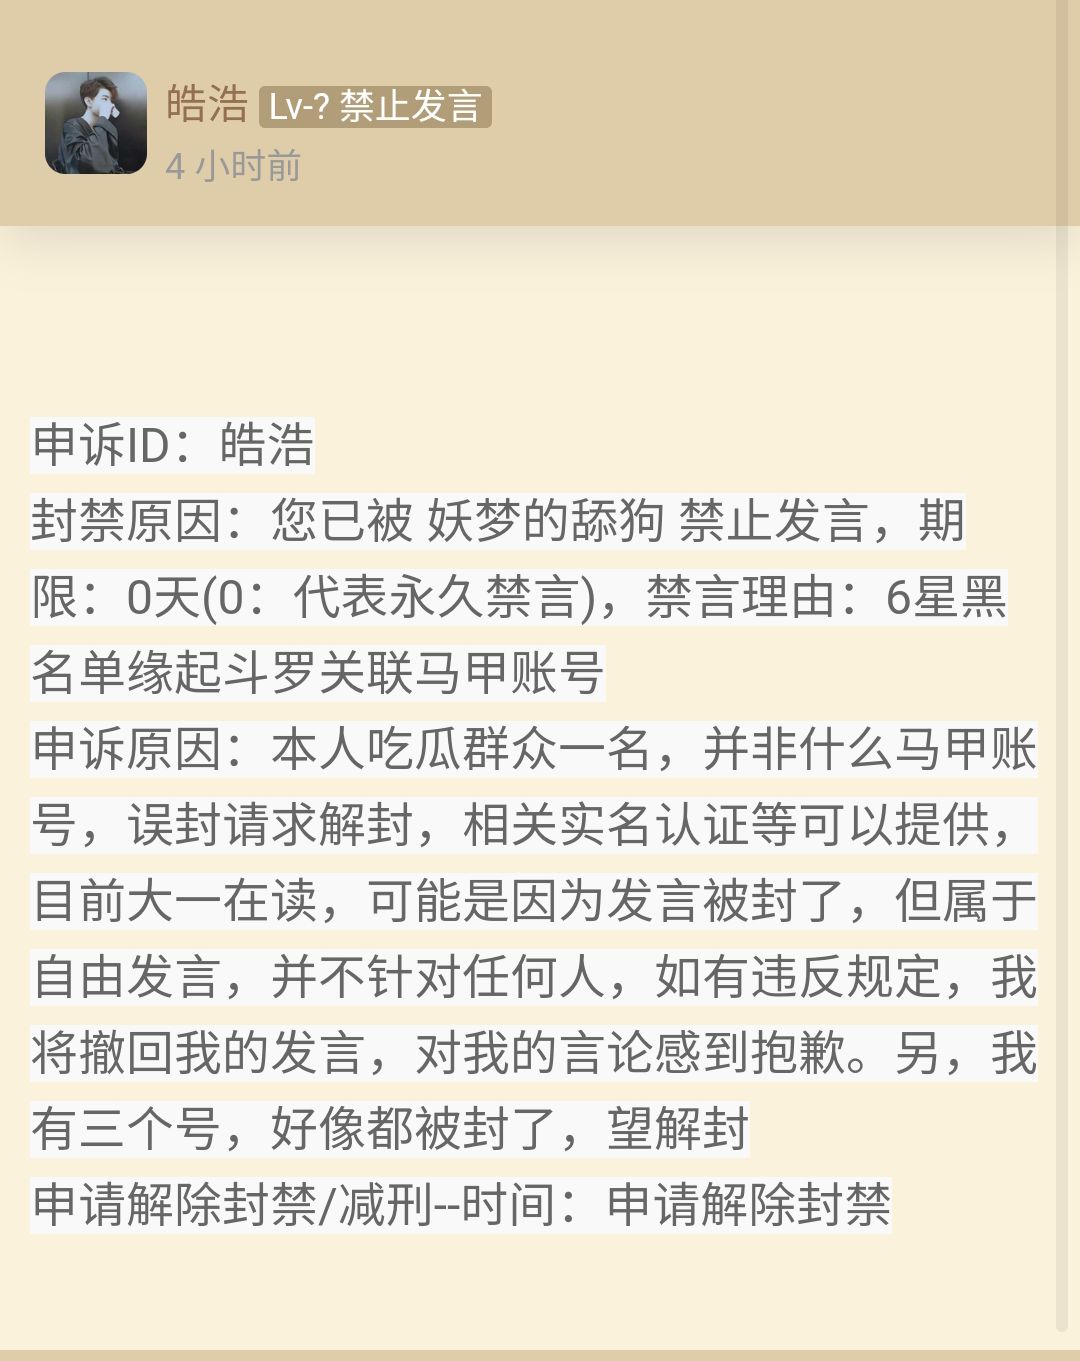 皓浩 Lv-? 禁止发言
4 小时前
申诉ID：皓浩
封禁原因：您已被 妖梦的舔狗 禁止发言，期
限：0天(0：代表永久禁言)，禁言理由：6星黑
名单缘起斗罗关联马甲账号
申诉原因：本人吃瓜群众一名，并非什么马甲账
号，误封请求解封，相关实名认证等可以提供，
目前大一在读，可能是因为发言被封了，但属于
自由发言，并不针对任何人，如有违反规定，我
将撤回我的发言，对我的言论感到抱歉。另，我
有三个号，好像都被封了，望解封
申请解除封禁/减刑--时间：申请解除封禁